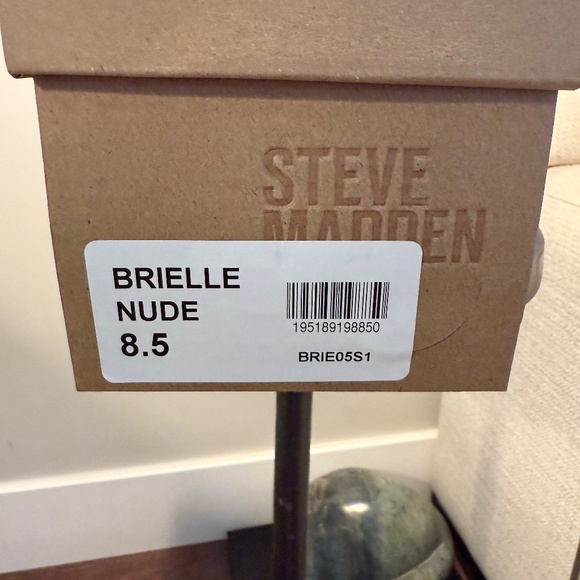 STEVE
MADDEN
BRIELLE
NUDE
8.5
195189198850
BRIE05S1